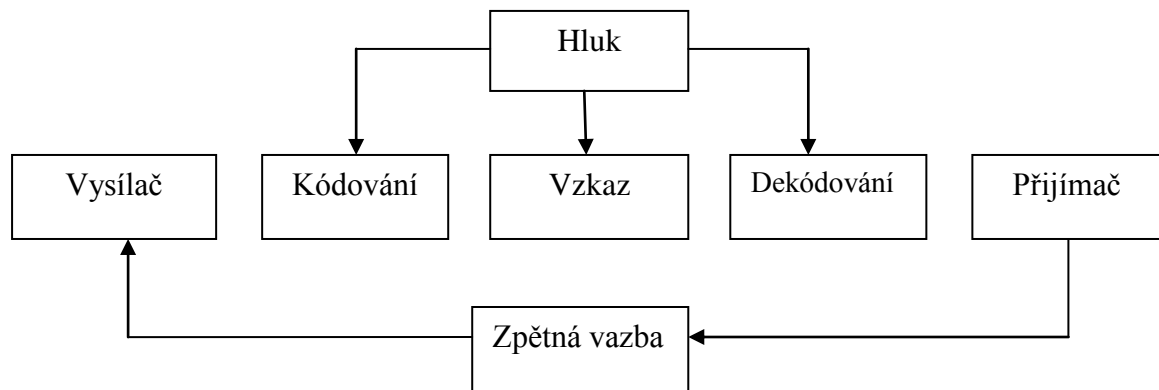 Hluk
Vysílač
Kódování
Vzkaz
Dekódování
Přijímač
Zpětná vazba